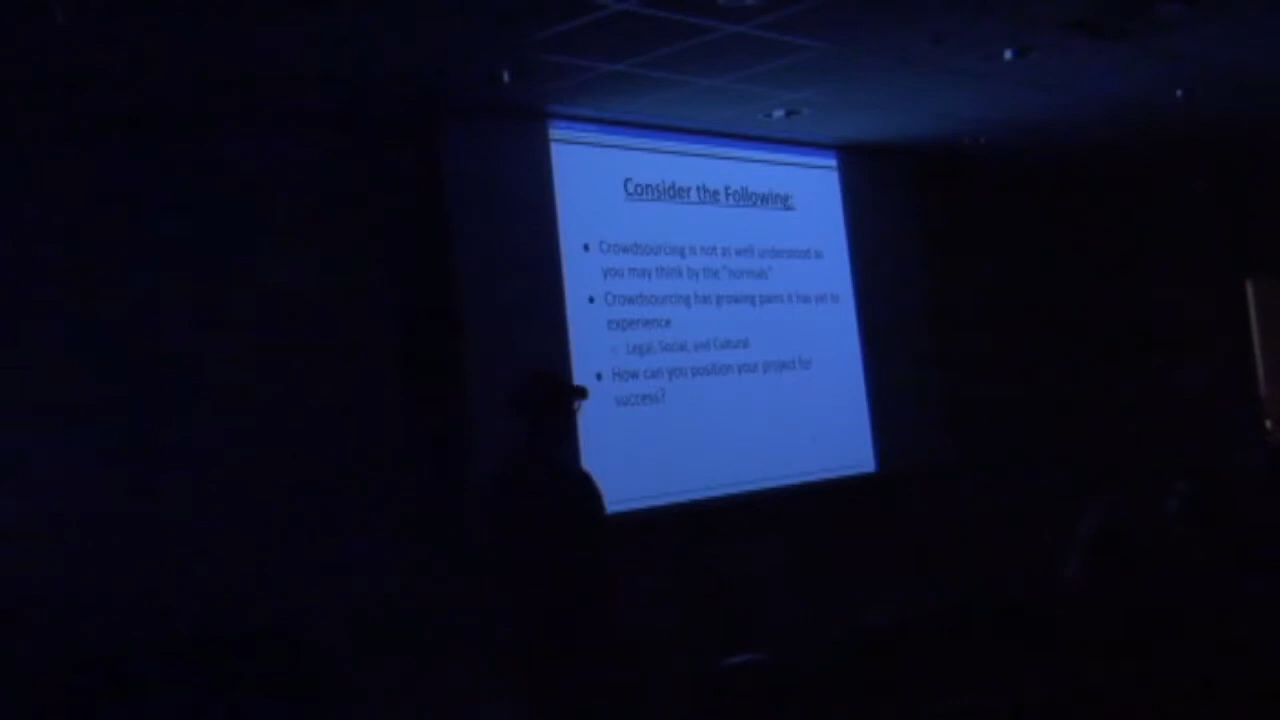 Consider the Following:
• Crowdsourcing is not as well understood as
you may think by the "normals"
• Crowdsourcing has growing pains it has yet to
experience
○ Legal, Social, and Cultural
• How can you position your project for
success?